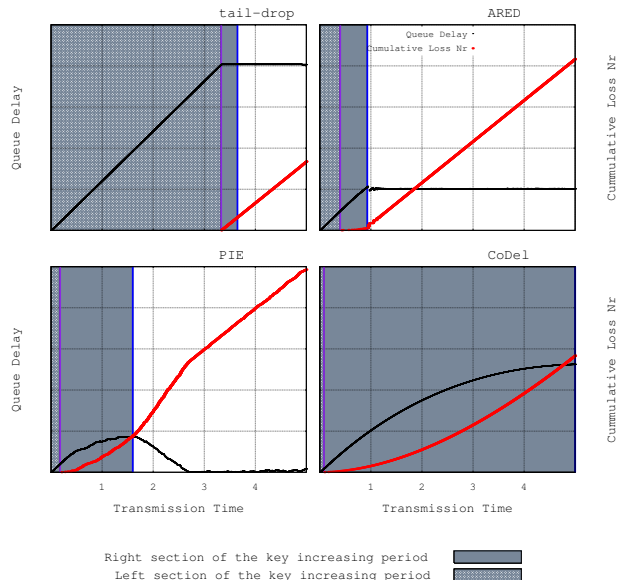 tail-drop
ARED
Queue Delay
Cumulative Loss Nr
Queue Delay
Cummulative Loss Nr
PIE
CoDel
Queue Delay
Cummulative Loss Nr
1 2 3 4
1 2 3 4
Transmission Time
Transmission Time
Right section of the key increasing period
Left section of the key increasing period